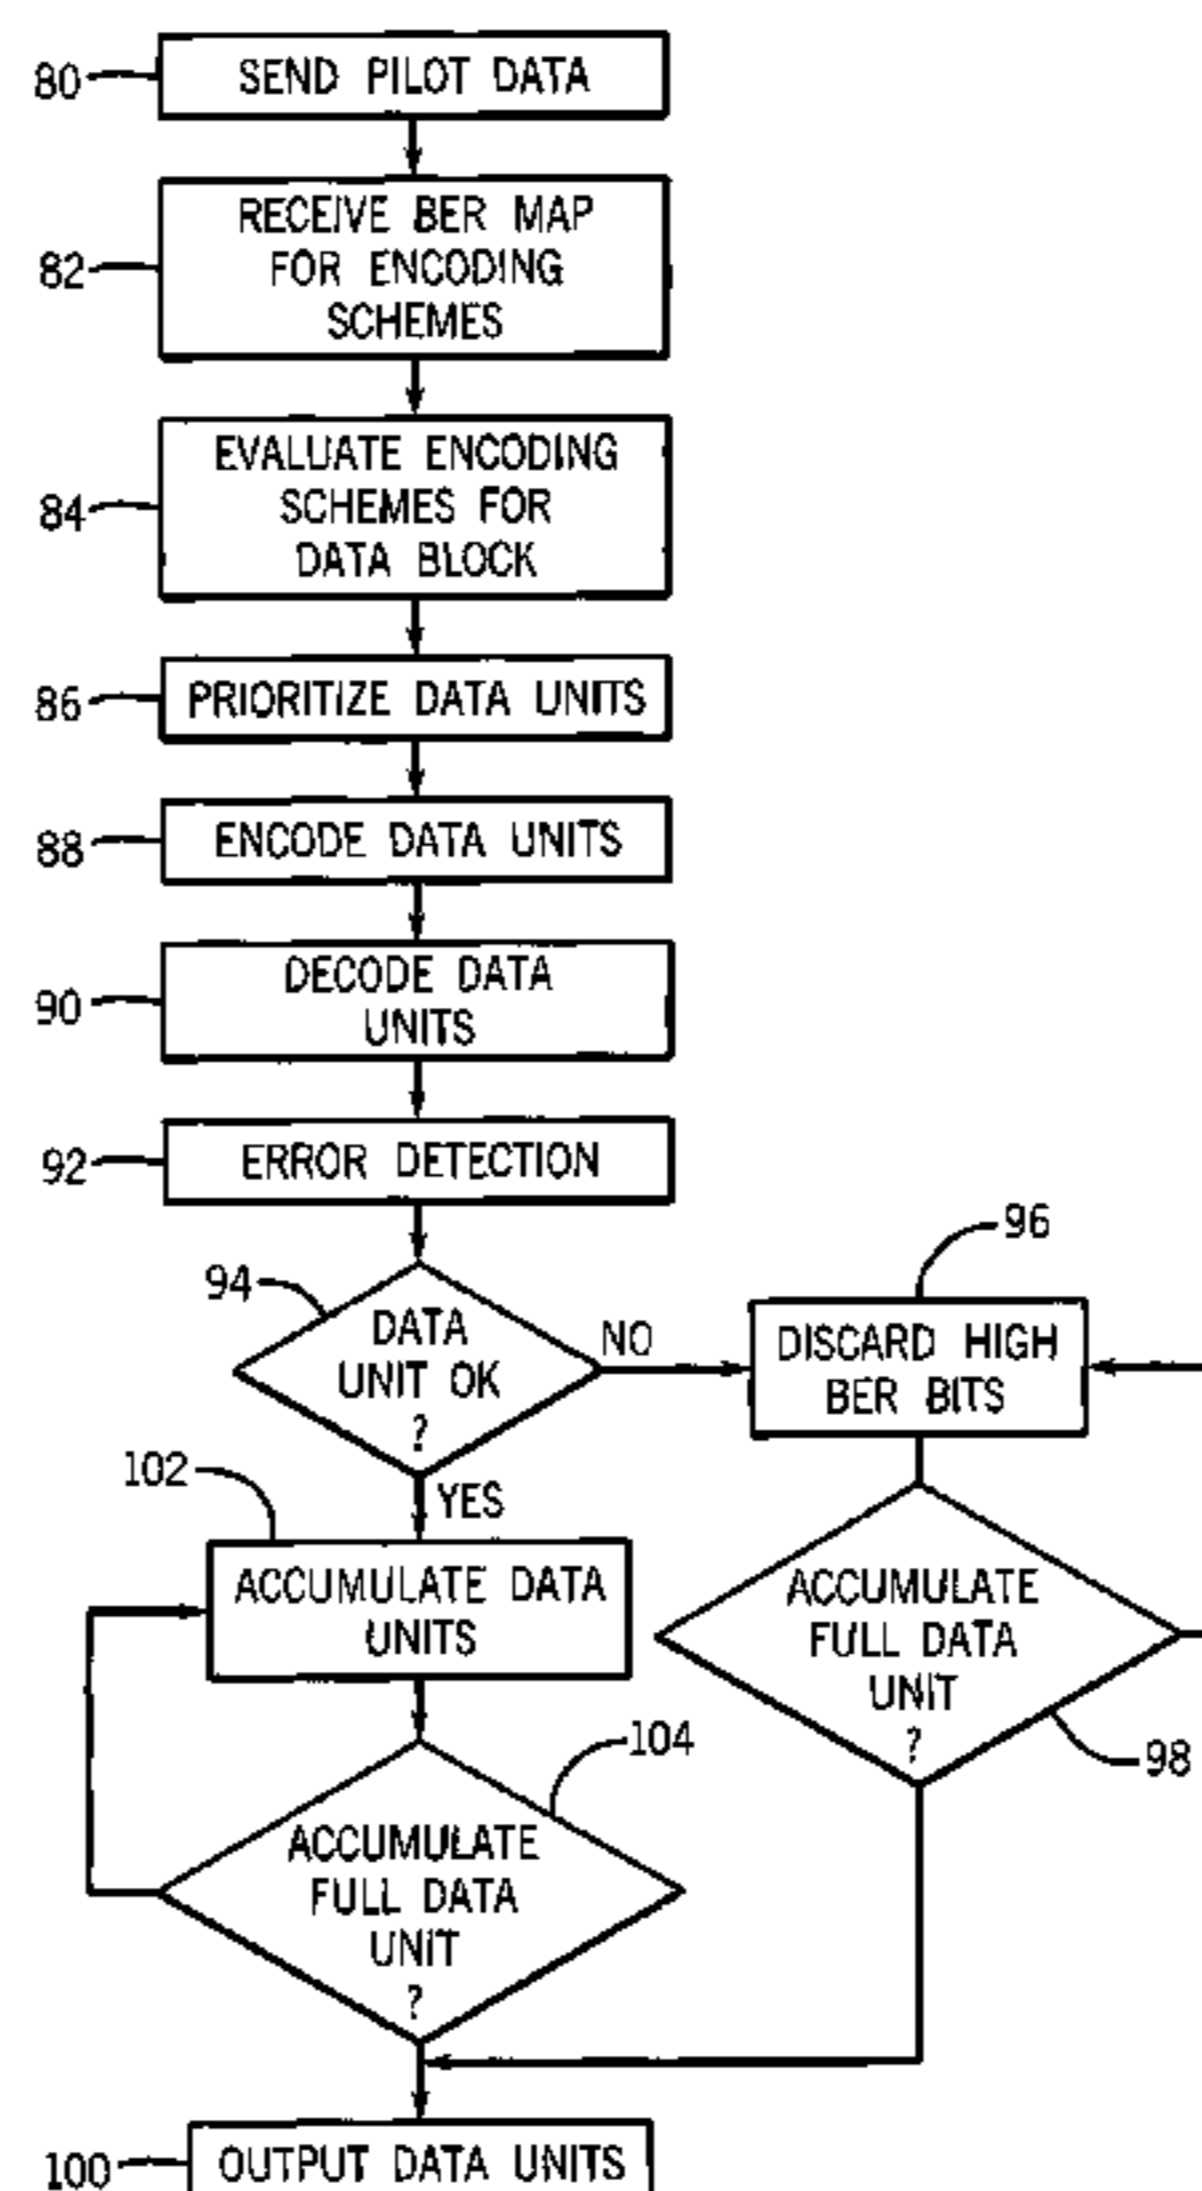 80
SEND PILOT DATA
82
RECEIVE BER MAP
FOR ENCODING
SCHEMES
84
EVALUATE ENCODING
SCHEMES FOR
DATA BLOCK
86
PRIORITIZE DATA UNITS
88
ENCODE DATA UNITS
90
DECODE DATA
UNITS
92
ERROR DETECTION
94
DATA
UNIT OK
?
NO
YES
96
DISCARD HIGH
BER BITS
102
ACCUMULATE DATA
UNITS
ACCUMULATE
FULL DATA
UNIT
?
98
104
ACCUMULATE
FULL DATA
UNIT
?
100
OUTPUT DATA UNITS